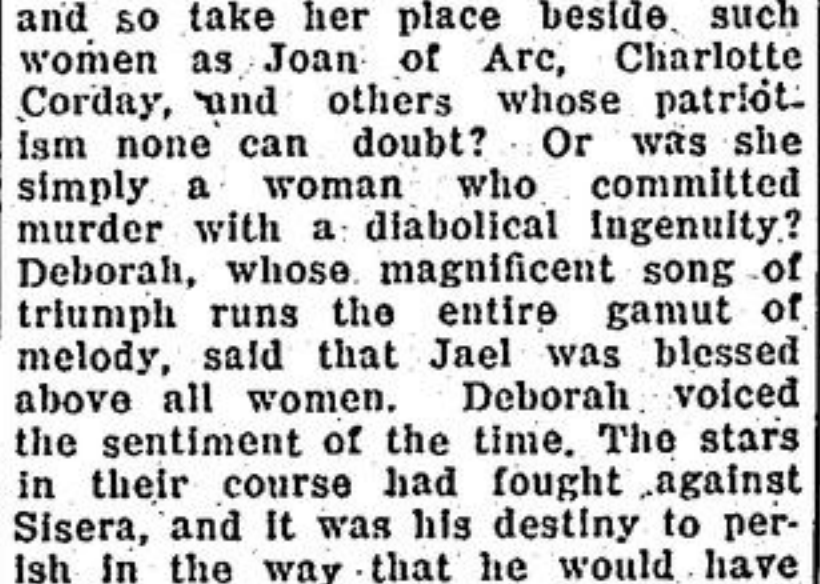 and so take her place beside such
women as Joan of Arc, Charlotte
Corday, and others whose patriot-
ism none can doubt? Or was she
simply a woman who committed
murder with a diabolical ingenuity?
Deborah, whose magnificent song of
triumph runs the entire gamut of
melody, said that Jael was blessed
above all women. Deborah voiced
the sentiment of the time. The stars
in their course had fought against
Sisera, and it was his destiny to per-
ish in the way that he would have